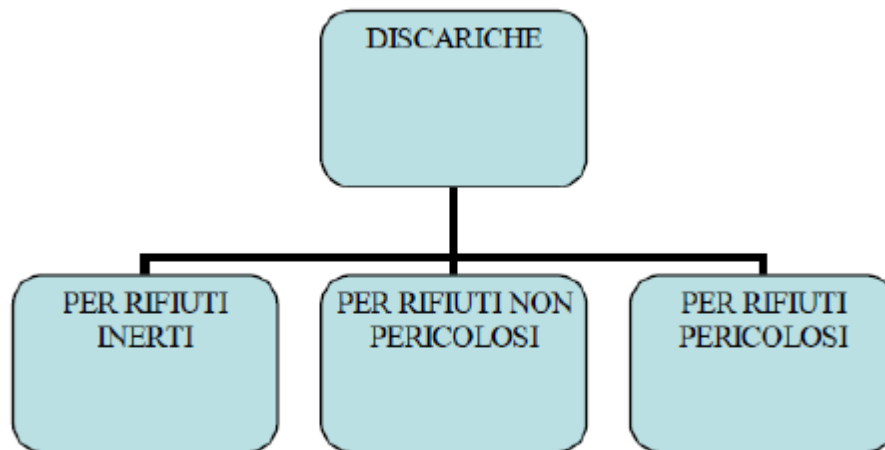 DISCARICHE
PER RIFIUTI
INERTI
PER RIFIUTI NON
PERICOLOSI
PER RIFIUTI
PERICOLOSI